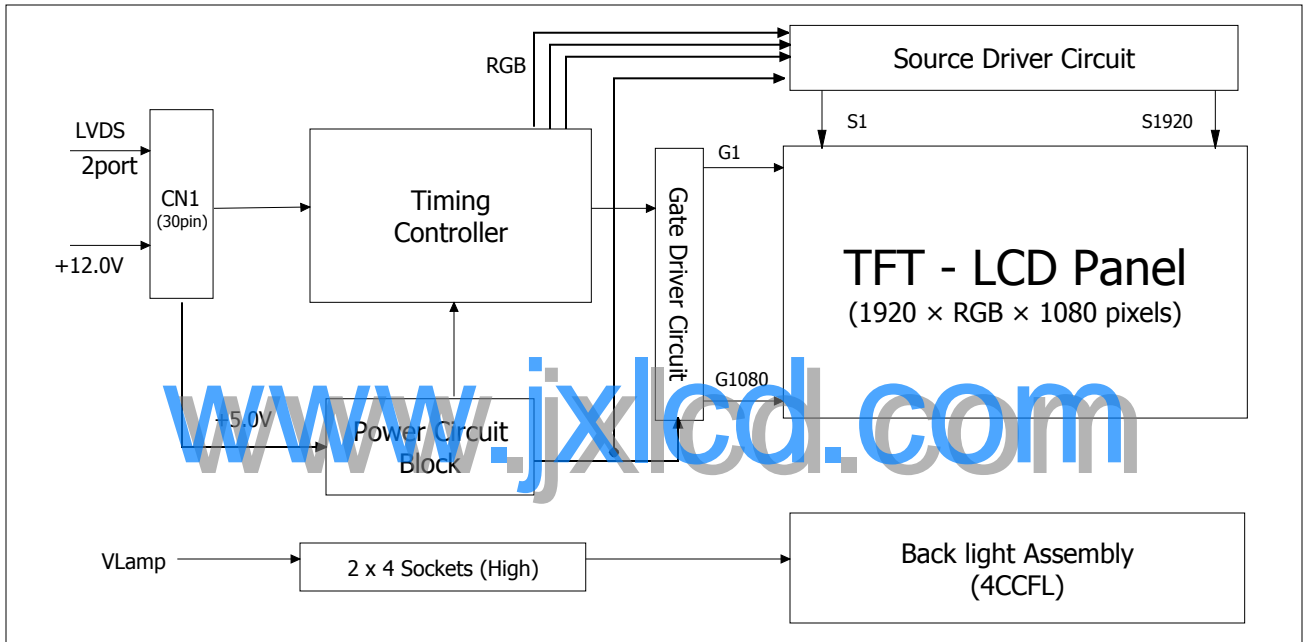 RGB
Source Driver Circuit
LVDS
2port
CN1
(30pin)
+12.0V
Timing
Controller
Gate Driver Circuit
G1
G1080
S1
S1920
TFT - LCD Panel
(1920 × RGB × 1080 pixels)
+5.0V
Power Circuit
Block
www.jxlcd.com
VLamp
2 x 4 Sockets (High)
Back light Assembly
(4CCFL)